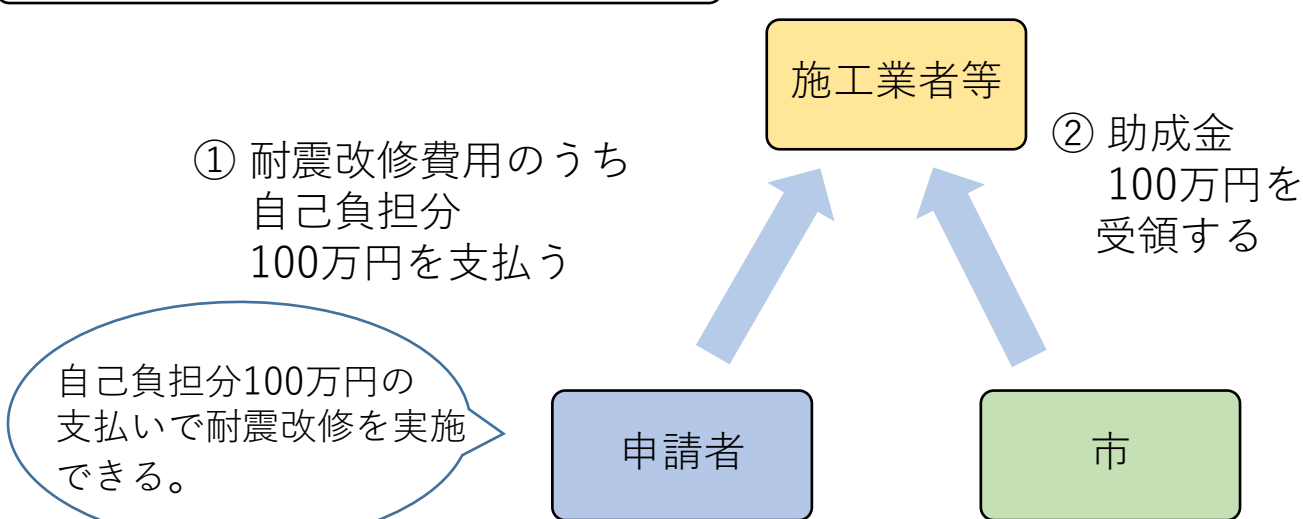 施工業者等
① 耐震改修費用のうち
自己負担分
100万円を支払う
② 助成金
100万円を
受領する
自己負担分100万円の
支払いで耐震改修を実施
できる。
申請者
市